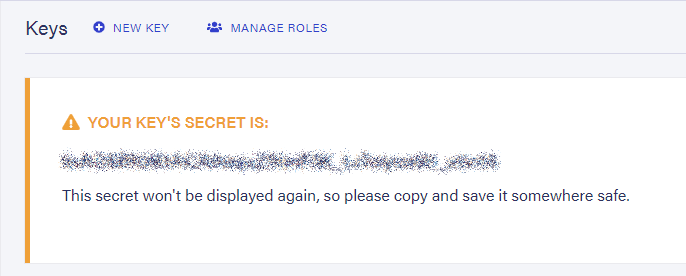 Keys NEW KEY MANAGE ROLES
YOUR KEY'S SECRET IS:
This secret won't be displayed again, so please copy and save it somewhere safe.